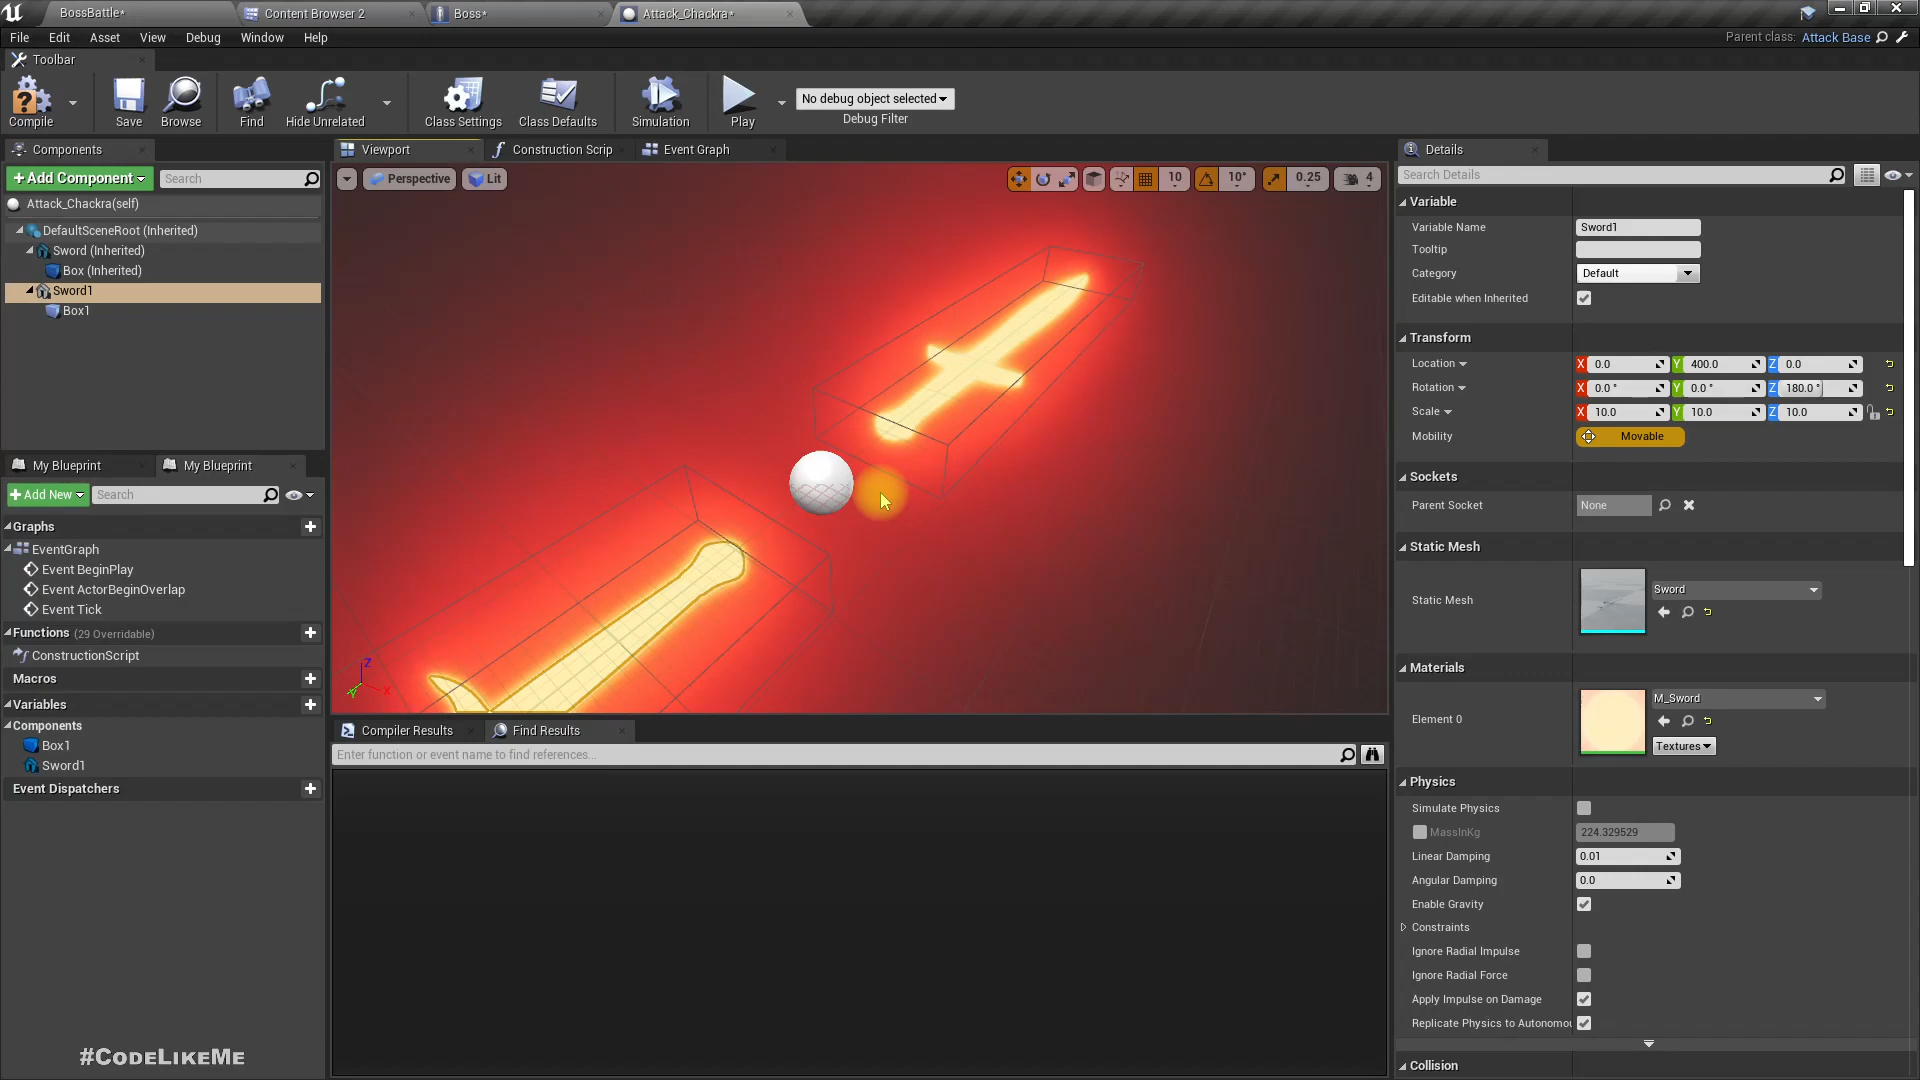 BossBattle*
Content Browser 2
Boss*
Attack_Chackra*
File Edit Asset View Debug Window Help
Parent class: Attack Base
Toolbar
Compile
Save
Browse
Find
Hide Unrelated
Class Settings
Class Defaults
Simulation
Play
No debug object selected
Debug Filter
Components
+ Add Component
Search
Attack_Chackra(self)
DefaultSceneRoot (Inherited)
Sword (Inherited)
Box (Inherited)
Sword1
Box1
My Blueprint
My Blueprint
+ Add New
Search
Graphs
EventGraph
Event BeginPlay
Event ActorBeginOverlap
Event Tick
Functions (29 Overridable)
ConstructionScript
Macros
Variables
Components
Box1
Sword1
Event Dispatchers
#CodeLikeMe
Viewport
Construction Scrip
Event Graph
Perspective
Lit
10
10°
0.25
4
Z
X
Y
Compiler Results
Find Results
Enter function or event name to find references...
Details
Search Details
Variable
Variable Name Sword1
Tooltip
Category Default
Editable when Inherited
Transform
Location X 0.0 Y 400.0 Z 0.0
Rotation X 0.0 ° Y 0.0 ° Z 180.0 °
Scale X 10.0 Y 10.0 Z 10.0
Mobility Movable
Sockets
Parent Socket None
Static Mesh
Static Mesh Sword
Materials
Element 0 M_Sword
Textures
Physics
Simulate Physics
MassInKg 224.329529
Linear Damping 0.01
Angular Damping 0.0
Enable Gravity
Constraints
Ignore Radial Impulse
Ignore Radial Force
Apply Impulse on Damage
Replicate Physics to Autonomou
Collision